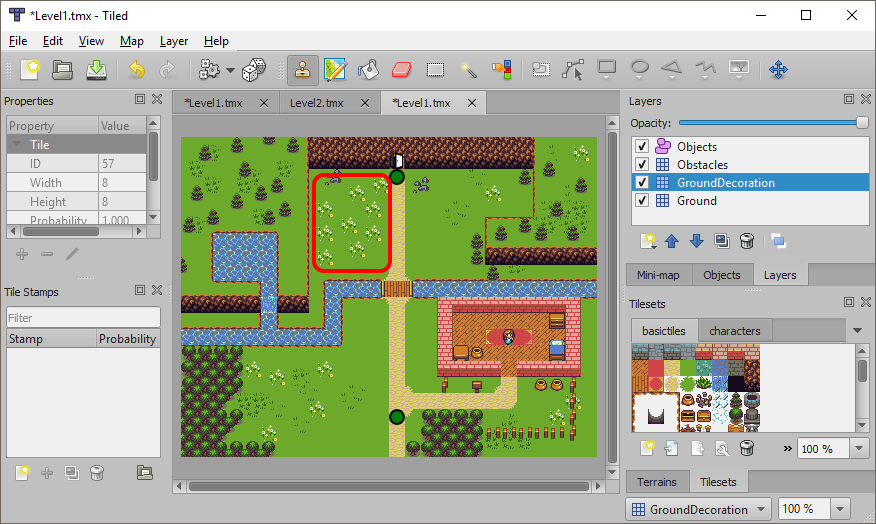 *Level1.tmx - Tiled
File Edit View Map Layer Help
Properties
Property Value
Tile
ID 57
Width 8
Height 8
Probability 1.000
Tile Stamps
Filter
Stamp Probability
*Level1.tmx Level2.tmx *Level1.tmx
Layers
Opacity:
Objects
Obstacles
GroundDecoration
Ground
Mini-map Objects Layers
Tilesets
basictiles characters
» 100 %
Terrains Tilesets
GroundDecoration 100 %